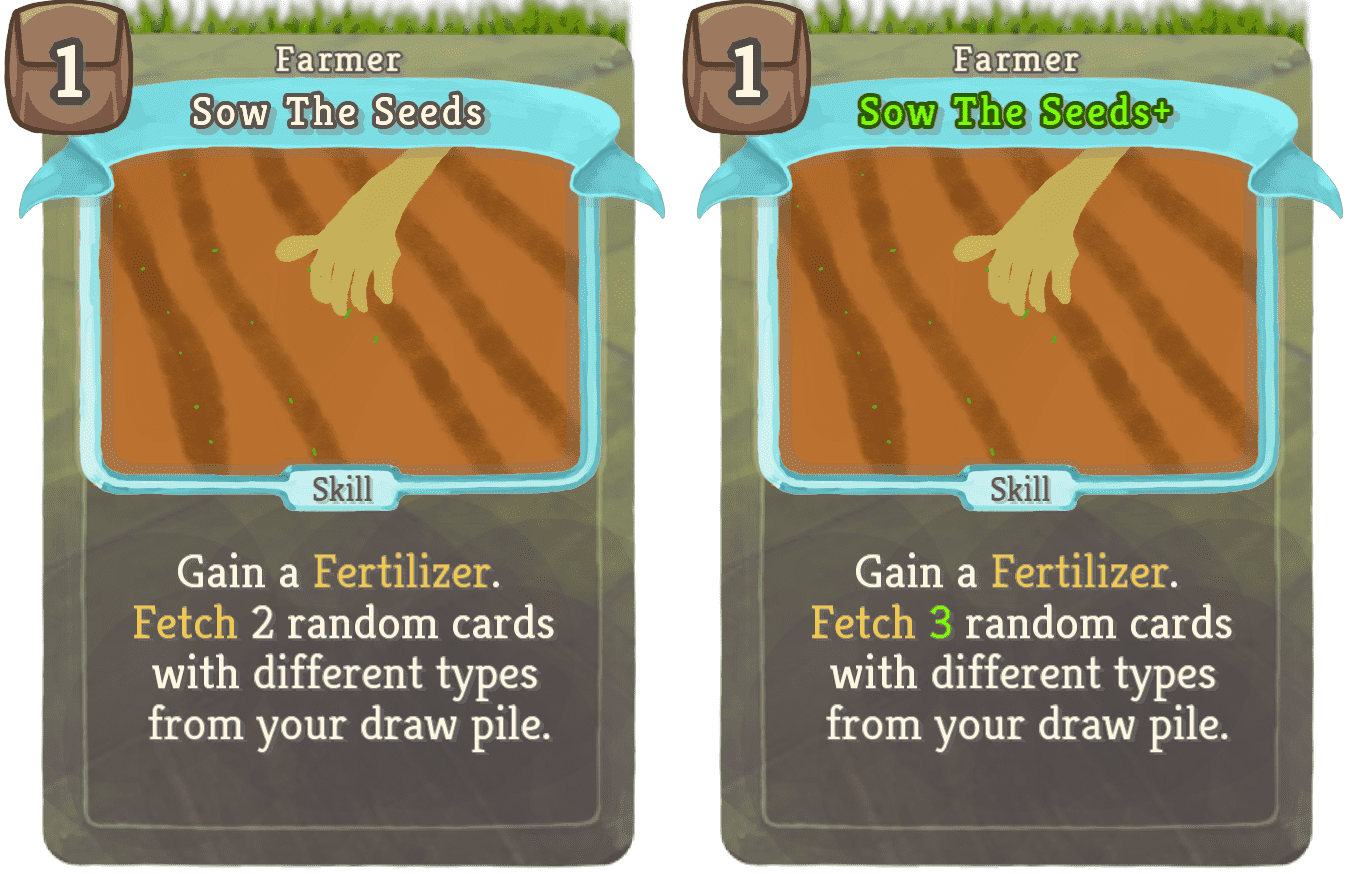 1
Farmer
Sow The Seeds
Skill
Gain a Fertilizer.
Fetch 2 random cards
with different types
from your draw pile.
1
Farmer
Sow The Seeds+
Skill
Gain a Fertilizer.
Fetch 3 random cards
with different types
from your draw pile.